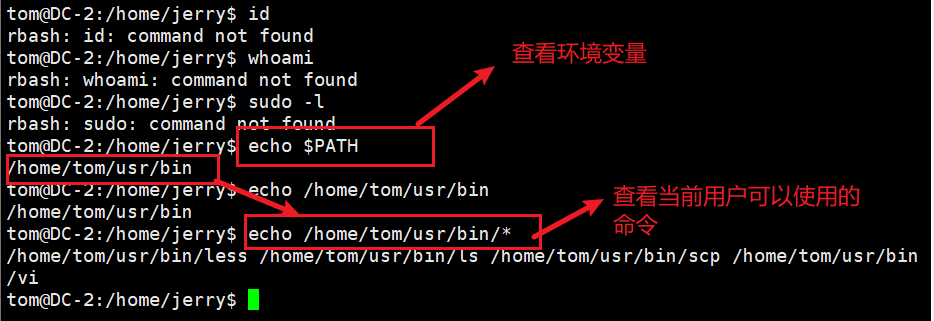 tom@DC-2:/home/jerry$ id
rbash: id: command not found
tom@DC-2:/home/jerry$ whoami
rbash: whoami: command not found
tom@DC-2:/home/jerry$ sudo -l
rbash: sudo: command not found
tom@DC-2:/home/jerry$ echo $PATH
/home/tom/usr/bin
tom@DC-2:/home/jerry$ echo /home/tom/usr/bin
/home/tom/usr/bin
tom@DC-2:/home/jerry$ echo /home/tom/usr/bin/*
/home/tom/usr/bin/less /home/tom/usr/bin/ls /home/tom/usr/bin/scp /home/tom/usr/bin
/vi
tom@DC-2:/home/jerry$
查看环境变量
查看当前用户可以使用的
命令